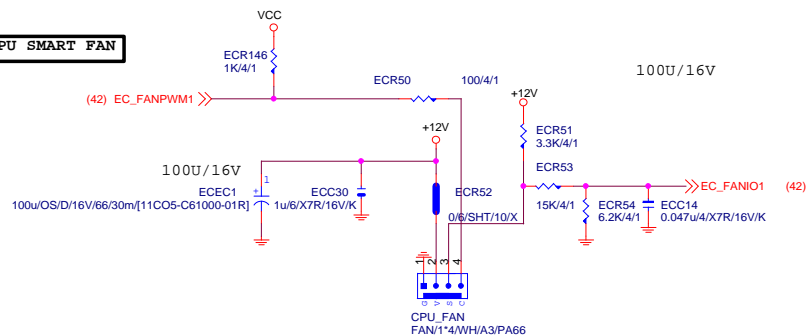 VCC
PU SMART FAN
ECR146
1K/4/1
ECR50
100/4/1
100U/16V
(42) EC_FANPWM1
+12V
+12V
ECR51
3.3K/4/1
100U/16V
ECR53
ECEC1
ECC30
ECR52
EC_FANIO1 (42)
100u/OS/D/16V/66/30m/[11CO5-C61000-01R]
1u/6/X7R/16V/K
0/6/SHT/10/X
15K/4/1
ECR54
6.2K/4/1
ECC14
0.047u/4/X7R/16V/K
1
1 2 3 4
G V S C
CPU_FAN
FAN/1*4/WH/A3/PA66